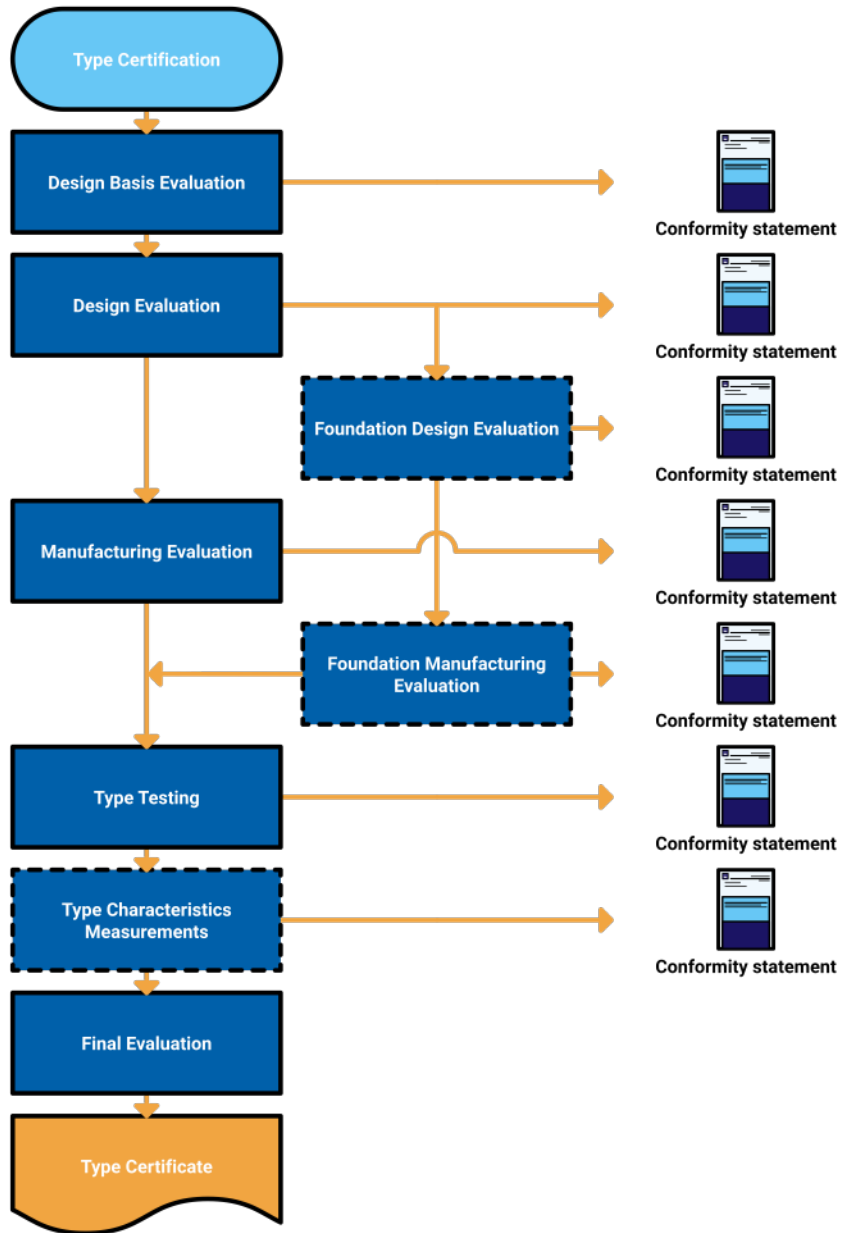 Type Certification
Design Basis Evaluation
Conformity statement
Design Evaluation
Conformity statement
Foundation Design Evaluation
Conformity statement
Manufacturing Evaluation
Conformity statement
Foundation Manufacturing
Evaluation
Conformity statement
Type Testing
Conformity statement
Type Characteristics
Measurements
Conformity statement
Final Evaluation
Type Certificate